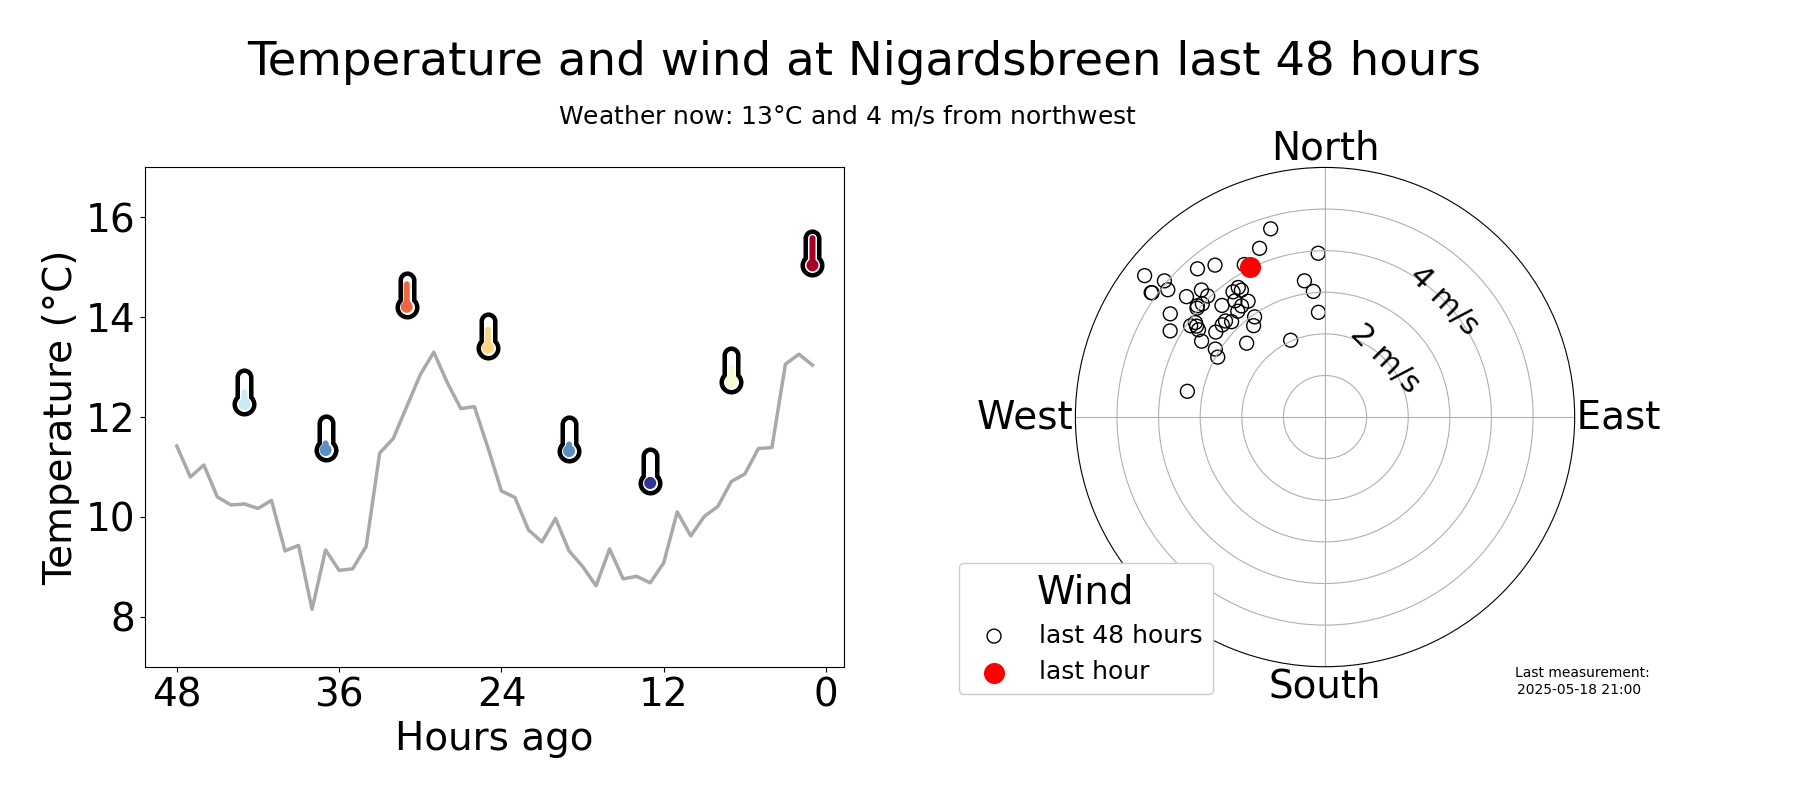 Temperature and wind at Nigardsbreen last 48 hours
Weather now: 13°C and 4 m/s from northwest
Temperature (°C)
16
14
12
10
8
48 36 24 12 0
Hours ago
North
West
East
South
4 m/s
2 m/s
Wind
last 48 hours
last hour
Last measurement:
2025-05-18 21:00